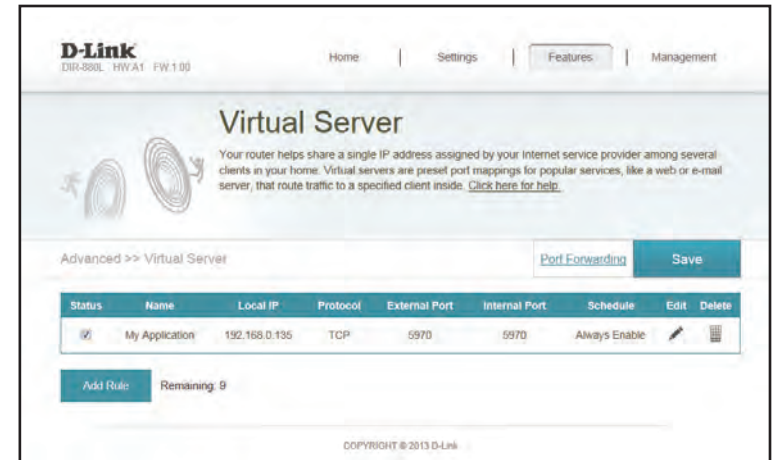 D-Link
DIR-880L HW:A1 FW:1.00
Home | Settings | Features | Management
Virtual Server
Your router helps share a single IP address assigned by your Internet service provider among several
clients in your home. Virtual servers are preset port mappings for popular services, like a web or e-mail
server, that route traffic to a specified client inside. Click here for help.
Advanced >> Virtual Server Port Forwarding Save
Status Name Local IP Protocol External Port Internal Port Schedule Edit Delete
My Application 192.168.0.135 TCP 5970 5970 Always Enable
Add Rule Remaining: 9
COPYRIGHT © 2013 D-Link